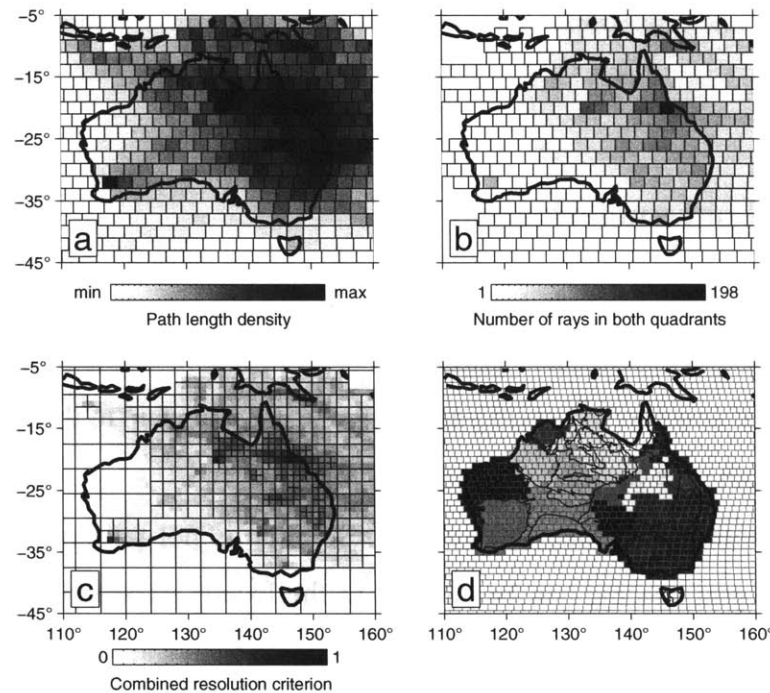 -5°
-15°
-25°
-35°
-45°
a
b
min max
Path length density
1 198
Number of rays in both quadrants
-5°
-15°
-25°
-35°
-45°
c
d
110° 120° 130° 140° 150° 160°
110° 120° 130° 140° 150° 160°
0 1
Combined resolution criterion